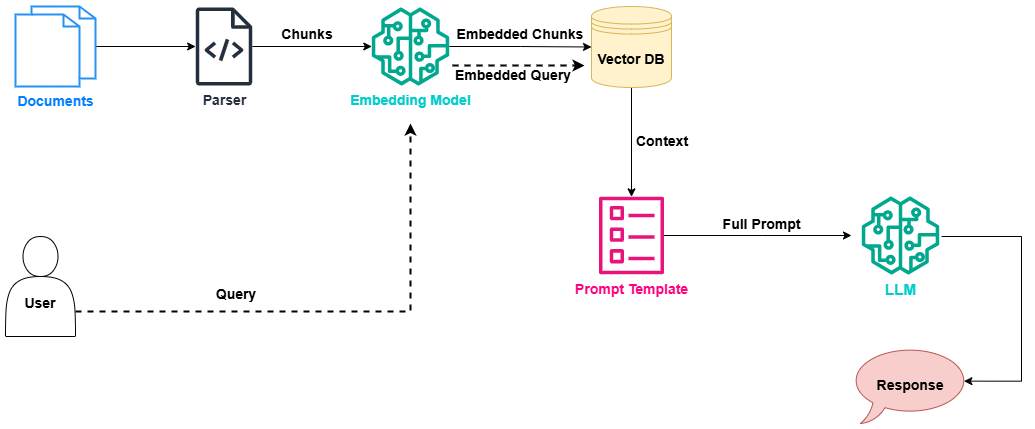 Chunks
Embedded Chunks
Vector DB
Embedded Query
Documents
Parser
Embedding Model
Context
Full Prompt
Prompt Template
LLM
User
Query
Response